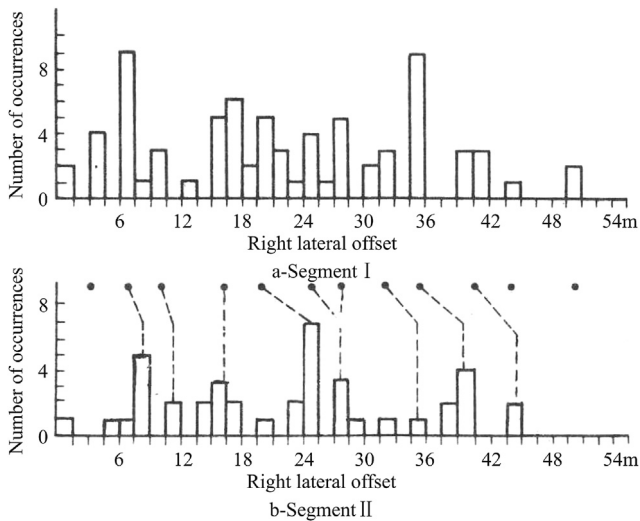 Number of occurrences
8
4
0
6 12 18 24 30 36 42 48 54m
Right lateral offset
a-Segment Ⅰ
Number of occurrences
8
4
0
6 12 18 24 30 36 42 48 54m
Right lateral offset
b-Segment Ⅱ